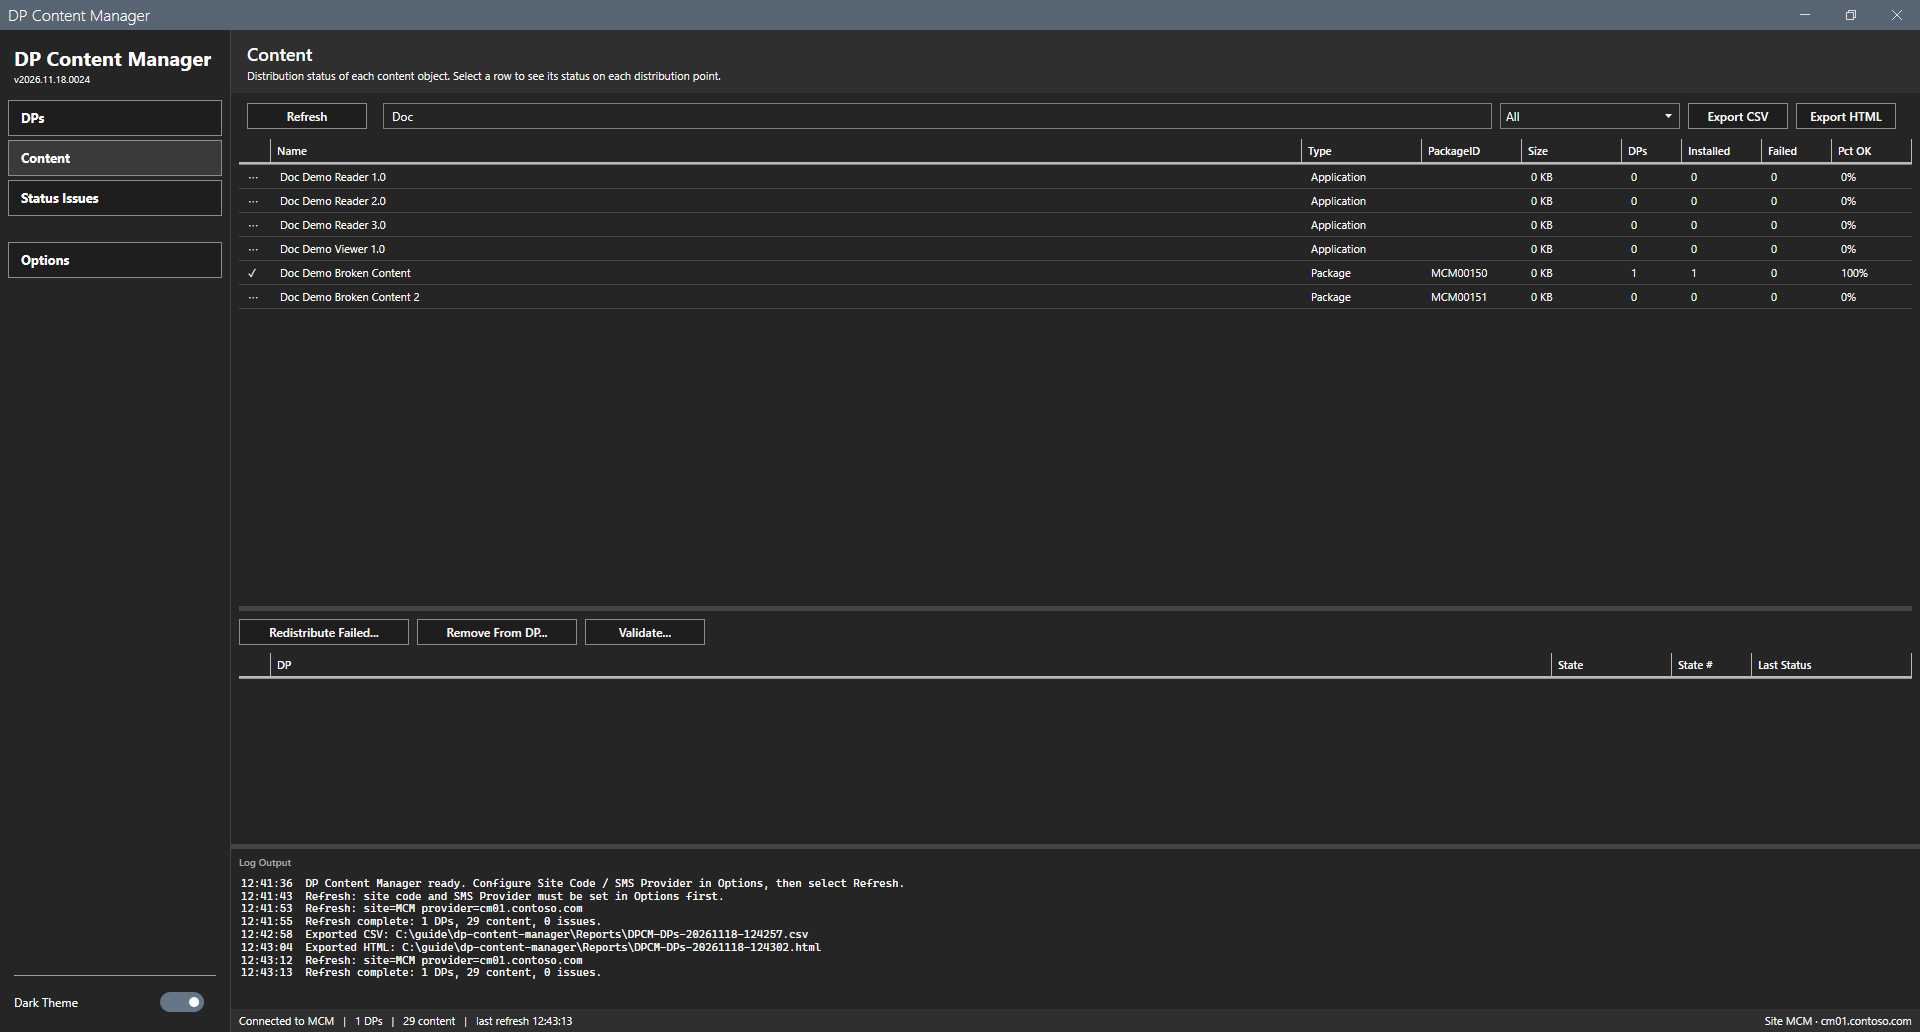 DP Content Manager
DP Content Manager
v2026.11.18.0024
DPs
Content
Status Issues
Options
Dark Theme
Content
Distribution status of each content object. Select a row to see its status on each distribution point.
Refresh Doc All Export CSV Export HTML
Name Type PackageID Size DPs Installed Failed Pct OK
... Doc Demo Reader 1.0 Application 0 KB 0 0 0 0%
... Doc Demo Reader 2.0 Application 0 KB 0 0 0 0%
... Doc Demo Reader 3.0 Application 0 KB 0 0 0 0%
... Doc Demo Viewer 1.0 Application 0 KB 0 0 0 0%
✓ Doc Demo Broken Content Package MCM00150 0 KB 1 1 0 100%
... Doc Demo Broken Content 2 Package MCM00151 0 KB 0 0 0 0%
Redistribute Failed... Remove From DP... Validate...
DP State State # Last Status
Log Output
12:41:36 DP Content Manager ready. Configure Site Code / SMS Provider in Options, then select Refresh.
12:41:43 Refresh: site code and SMS Provider must be set in Options first.
12:41:53 Refresh: site=MCM provider=cm01.contoso.com
12:41:55 Refresh complete: 1 DPs, 29 content, 0 issues.
12:42:58 Exported CSV: C:\guide\dp-content-manager\Reports\DPCM-DPs-20261118-124257.csv
12:43:04 Exported HTML: C:\guide\dp-content-manager\Reports\DPCM-DPs-20261118-124302.html
12:43:12 Refresh: site=MCM provider=cm01.contoso.com
12:43:13 Refresh complete: 1 DPs, 29 content, 0 issues.
Connected to MCM | 1 DPs | 29 content | last refresh 12:43:13
Site MCM · cm01.contoso.com